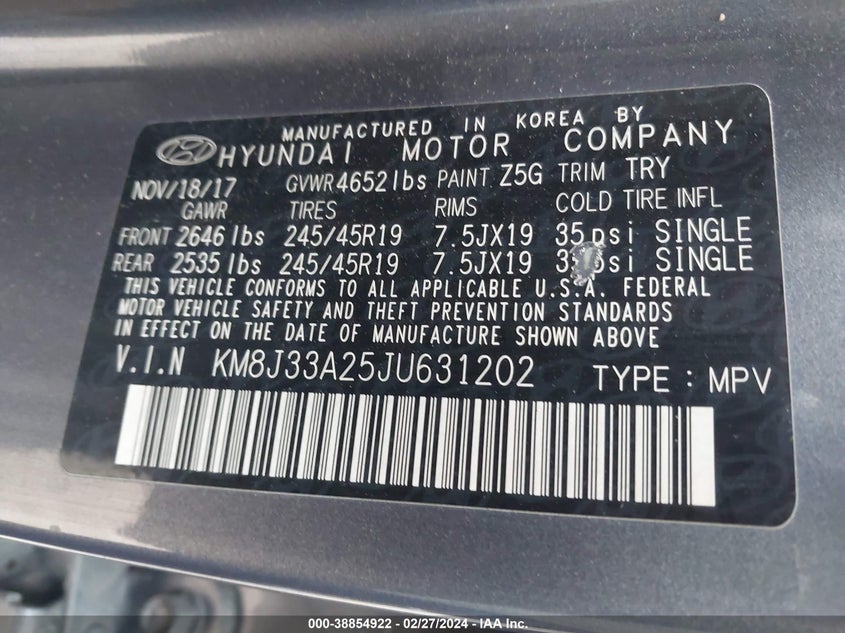 MANUFACTURED IN KOREA BY
HYUNDAI MOTOR COMPANY
NOV/18/17 GVWR 4652 lbs PAINT Z5G TRIM TRY
GAWR TIRES RIMS COLD TIRE INFL
FRONT 2646 lbs 245/45R19 7.5JX19 35 psi SINGLE
REAR 2535 lbs 245/45R19 7.5JX19 SINGLE
THIS VEHICLE CONFORMS TO ALL APPLICABLE U.S.A. FEDERAL
MOTOR VEHICLE SAFETY AND THEFT PREVENTION STANDARDS
IN EFFECT ON THE DATE OF MANUFACTURE SHOWN ABOVE
V.I.N KM8J33A25JU631202 TYPE : MPV
000-38854922 - 02/27/2024 - IAA Inc.